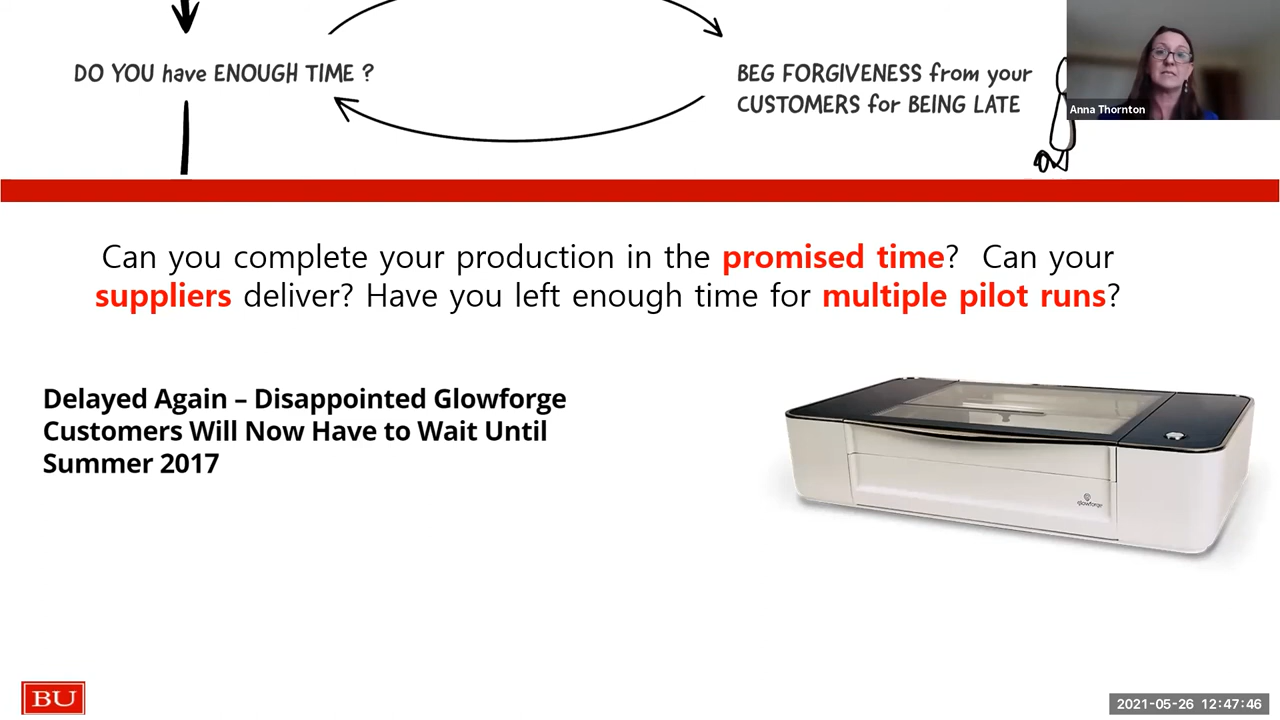 DO YOU have ENOUGH TIME ?
BEG FORGIVENESS from your
CUSTOMERS for BEING LATE
Anna Thornton
Can you complete your production in the promised time? Can your
suppliers deliver? Have you left enough time for multiple pilot runs?
Delayed Again – Disappointed Glowforge
Customers Will Now Have to Wait Until
Summer 2017
glowforge
BU
2021-05-26 12:47:46